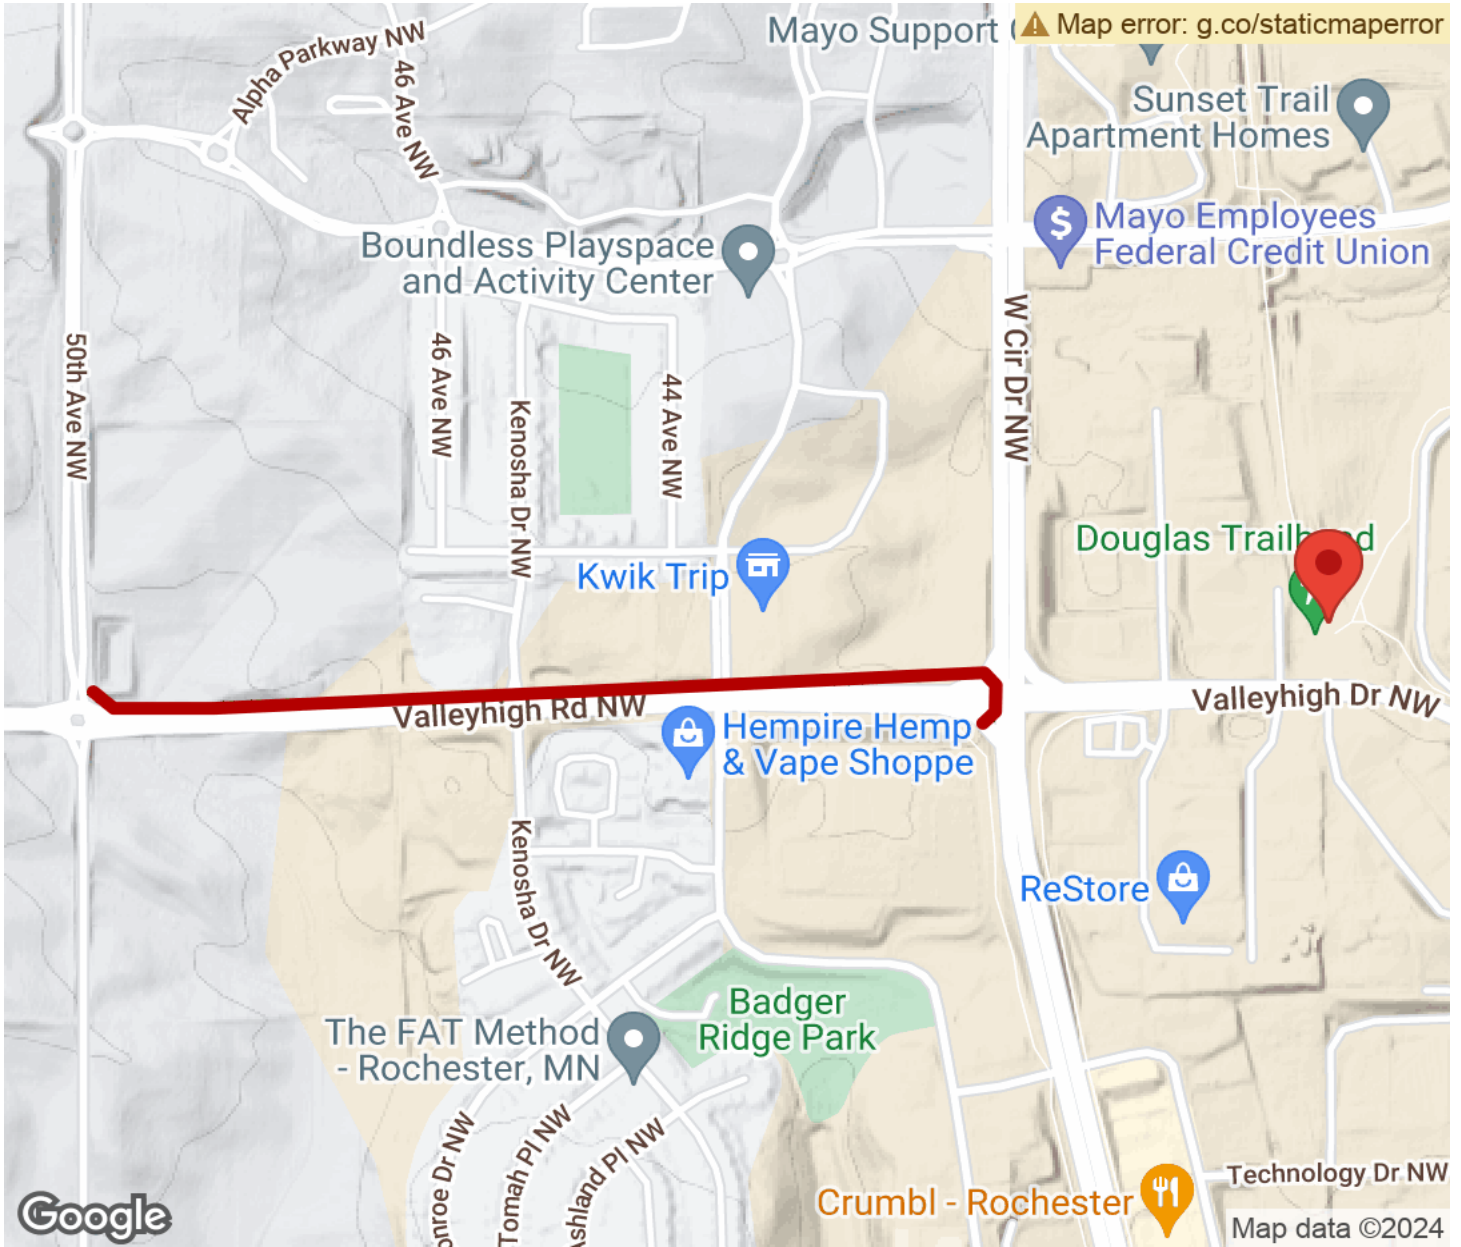 Mayo Support
Map error: g.co/staticmaperror
Alpha Parkway NW
46 Ave NW
Sunset Trail
Apartment Homes
Mayo Employees
Federal Credit Union
Boundless Playspace
and Activity Center
50th Ave NW
46 Ave NW
Kenosha Dr NW
44 Ave NW
W Cir Dr NW
Douglas Trail
Kwik Trip
Valleyhigh Rd NW
Valleyhigh Dr NW
Hempire Hemp
& Vape Shoppe
Kenosha Dr NW
ReStore
Badger
Ridge Park
The FAT Method
- Rochester, MN
onroe Dr NW
Tomah Pl NW
Ashland Pl NW
Technology Dr NW
Crumbl - Rochester
Google
Map data ©2024